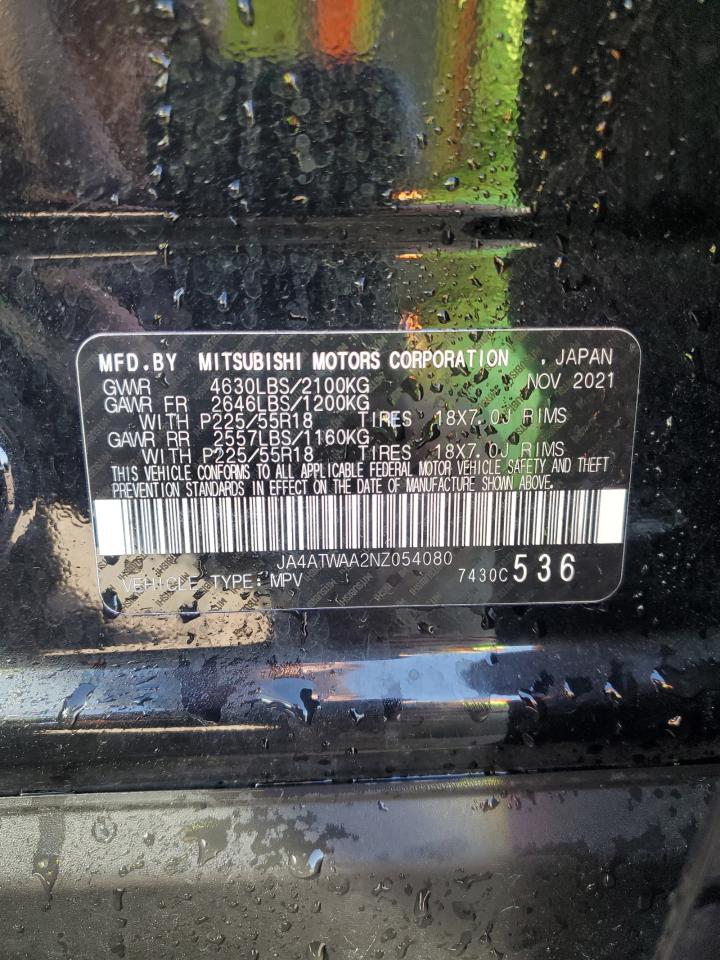 MFD.BY MITSUBISHI MOTORS CORPORATION , JAPAN
GVWR 4630LBS/2100KG NOV 2021
GAWR FR 2646LBS/1200KG
WITH P225/55R18 TIRES 18X7.0J RIMS
GAWR RR 2557LBS/1160KG
WITH P225/55R18 TIRES 18X7.0J RIMS
THIS VEHICLE CONFORMS TO ALL APPLICABLE FEDERAL MOTOR VEHICLE SAFETY AND THEFT
PREVENTION STANDARDS IN EFFECT ON THE DATE OF MANUFACTURE SHOWN ABOVE.
JA4ATWAA2NZ054080
VEHICLE TYPE: MPV 7430C 536